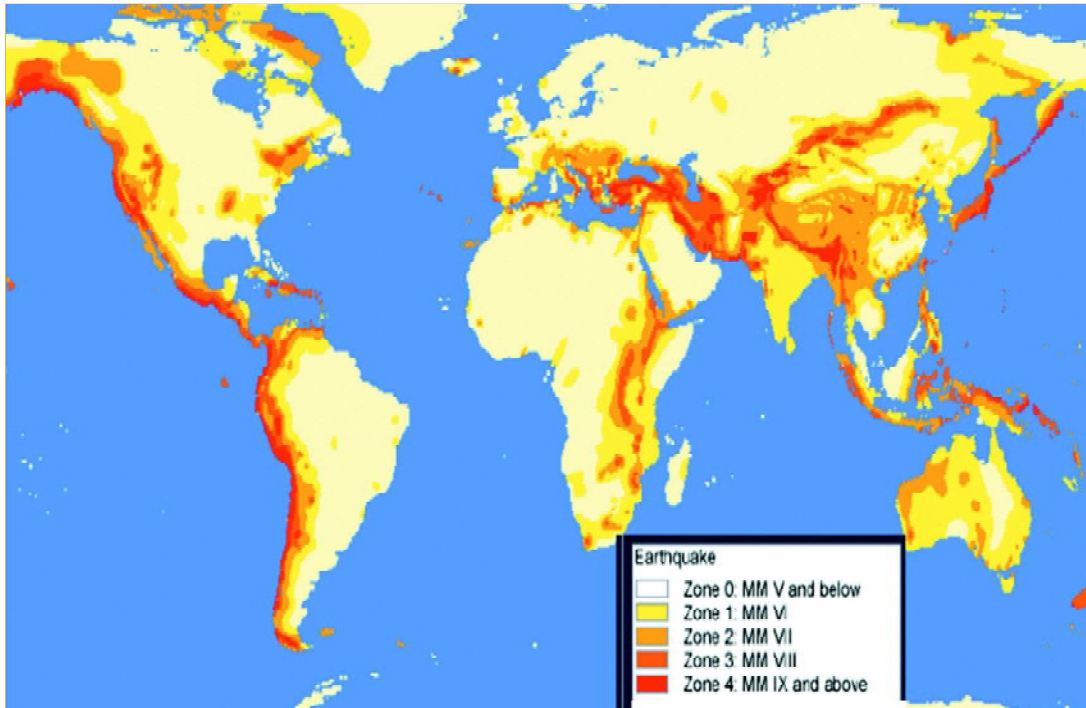 Earthquake
Zone 0: MM V and below
Zone 1: MM VI
Zone 2: MM VII
Zone 3: MM VIII
Zone 4: MM IX and above